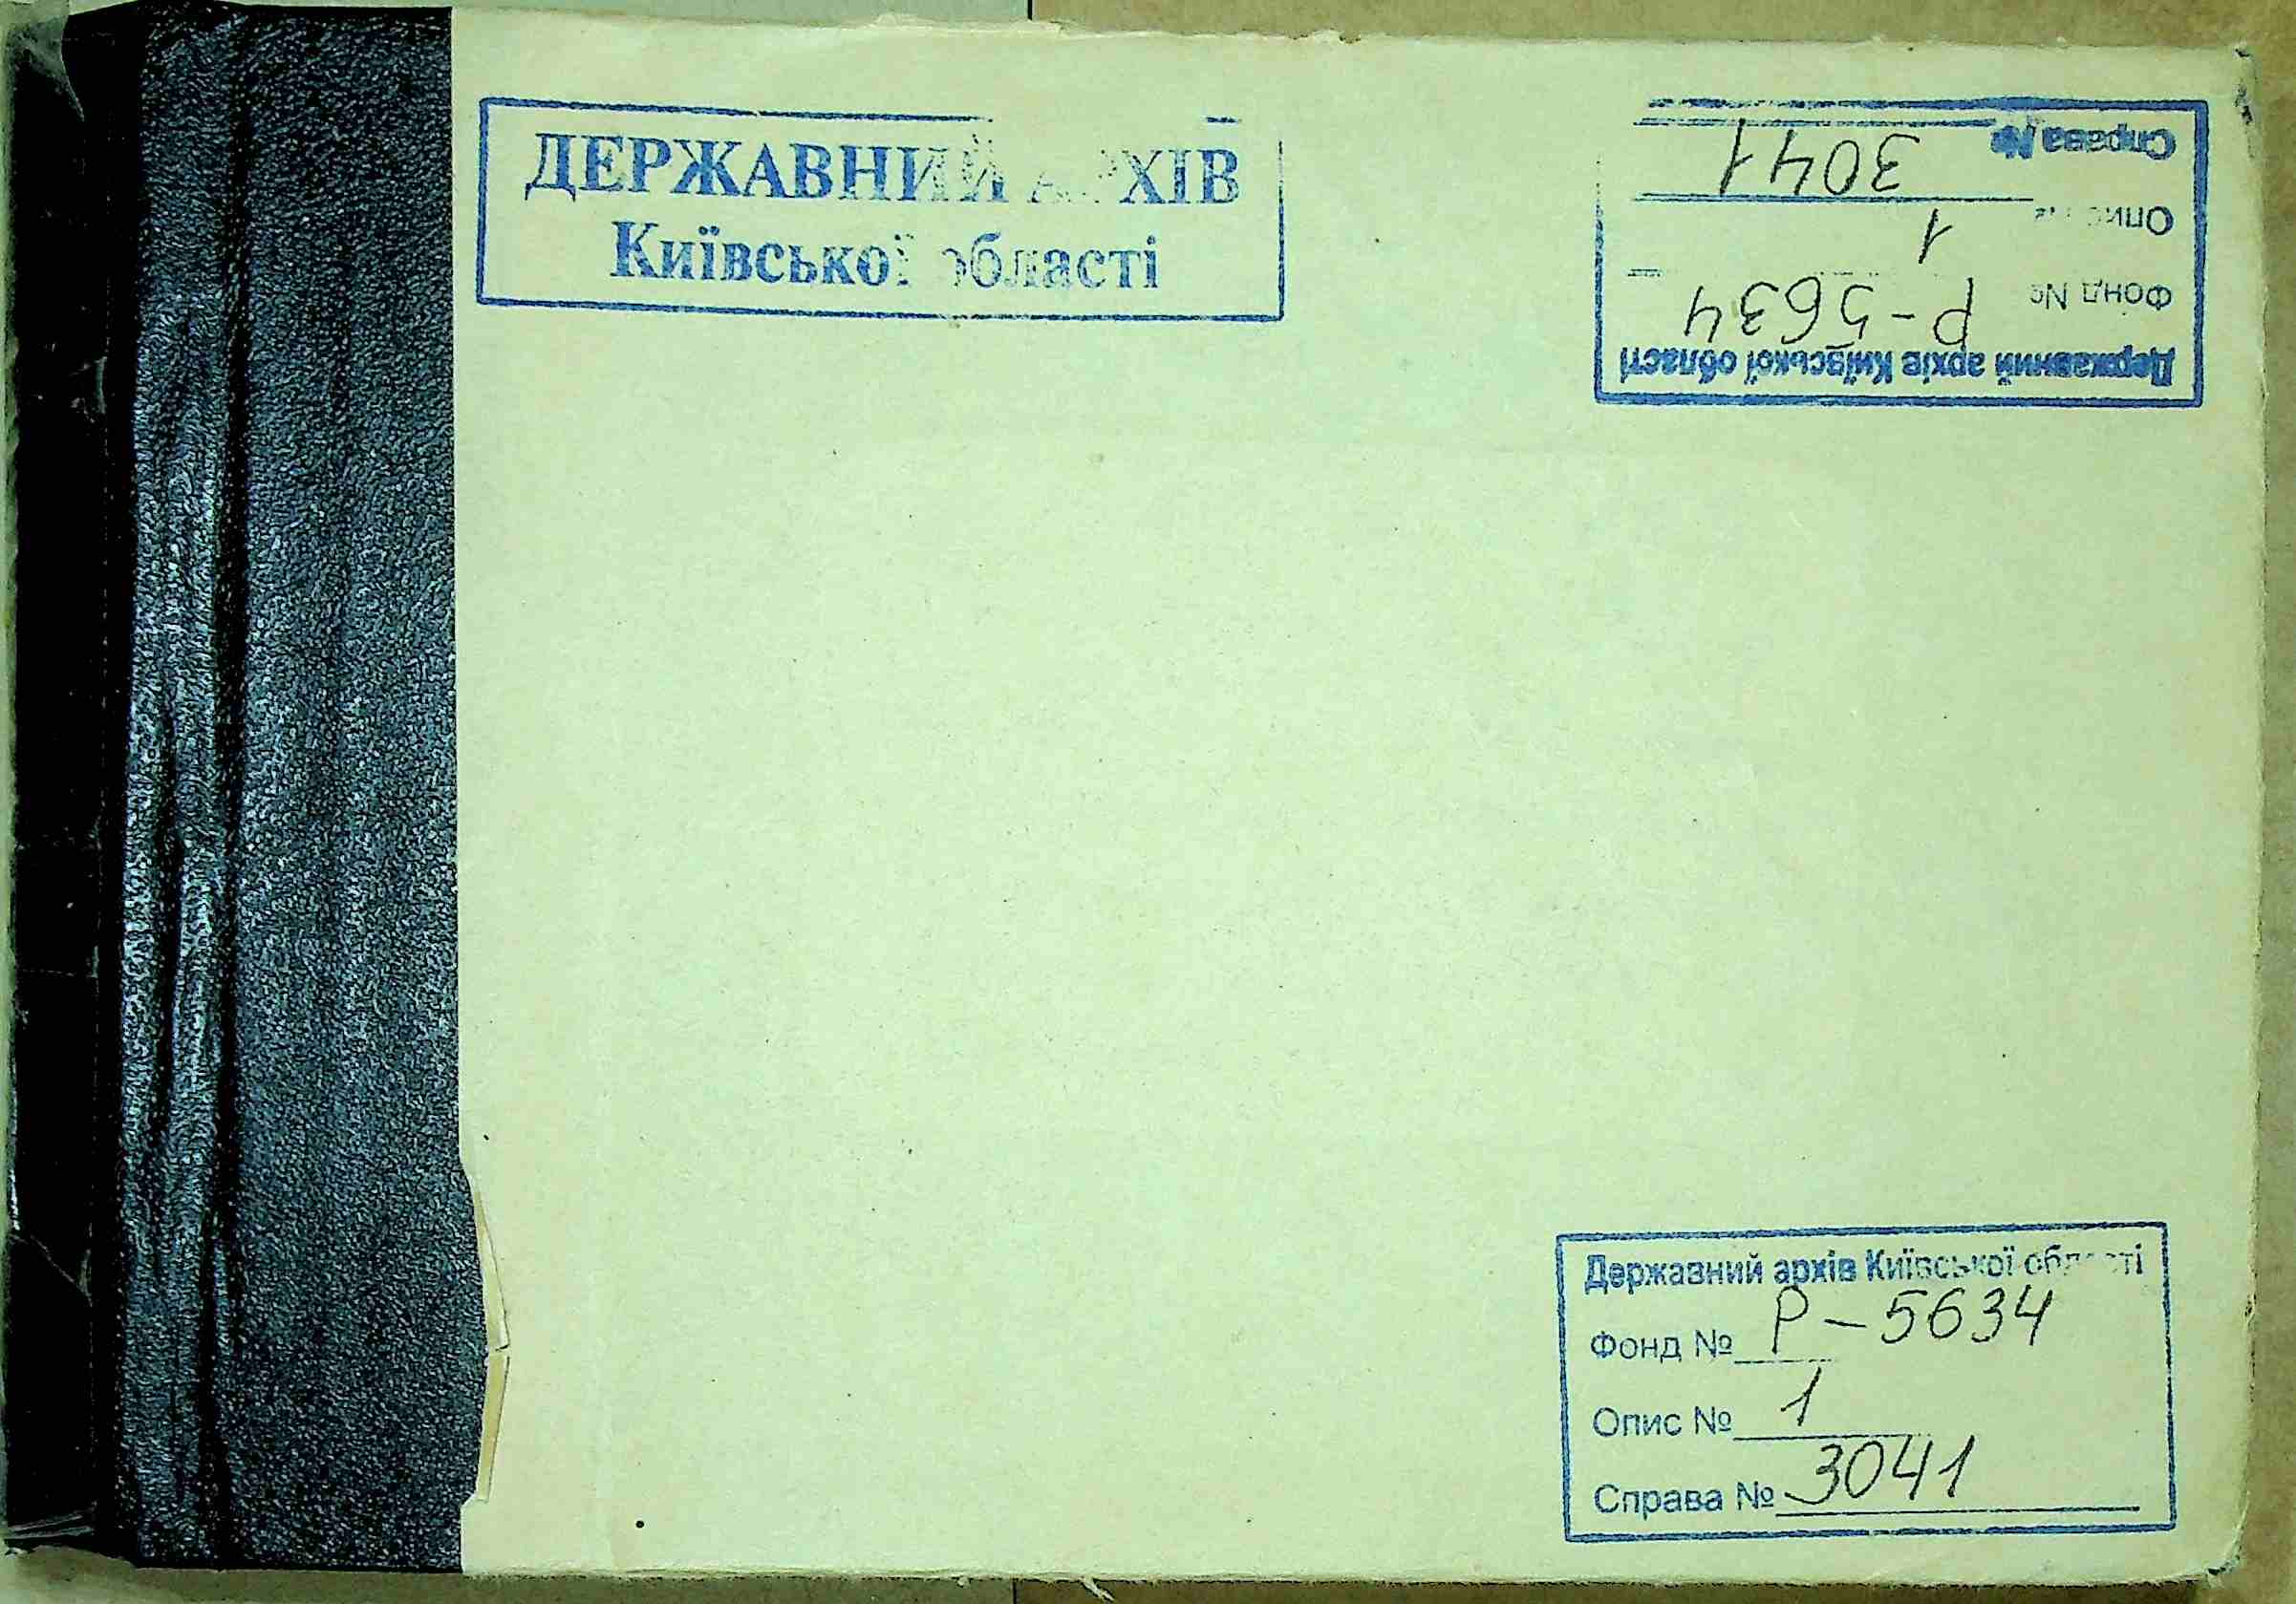 ДЕРЖАВНИЙ АРХІВ
Київської області
Державний архів Київської області
Фонд № Р-5634
Опис № 1
Справа № 3041
Державний архів Київської області
Фонд № Р-5634
Опис № 1
Справа № 3041